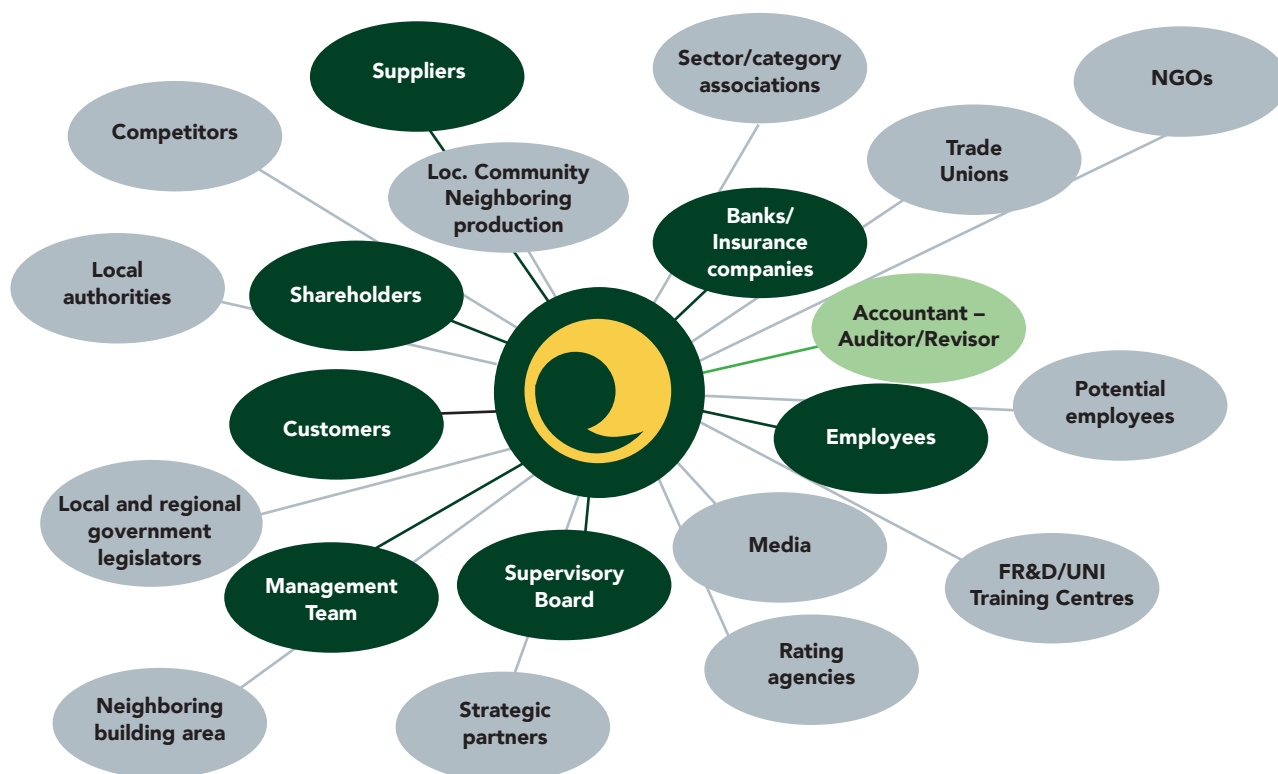 Suppliers
Sector/category
associations
NGOs
Competitors
Trade
Unions
Loc. Community
Neighboring
production
Banks/
Insurance
companies
Local
authorities
Shareholders
Accountant –
Auditor/Revisor
Potential
employees
Customers
Employees
Local and regional
government
legislators
Media
Management
Team
Supervisory
Board
FR&D/UNI
Training Centres
Rating
agencies
Neighboring
building area
Strategic
partners